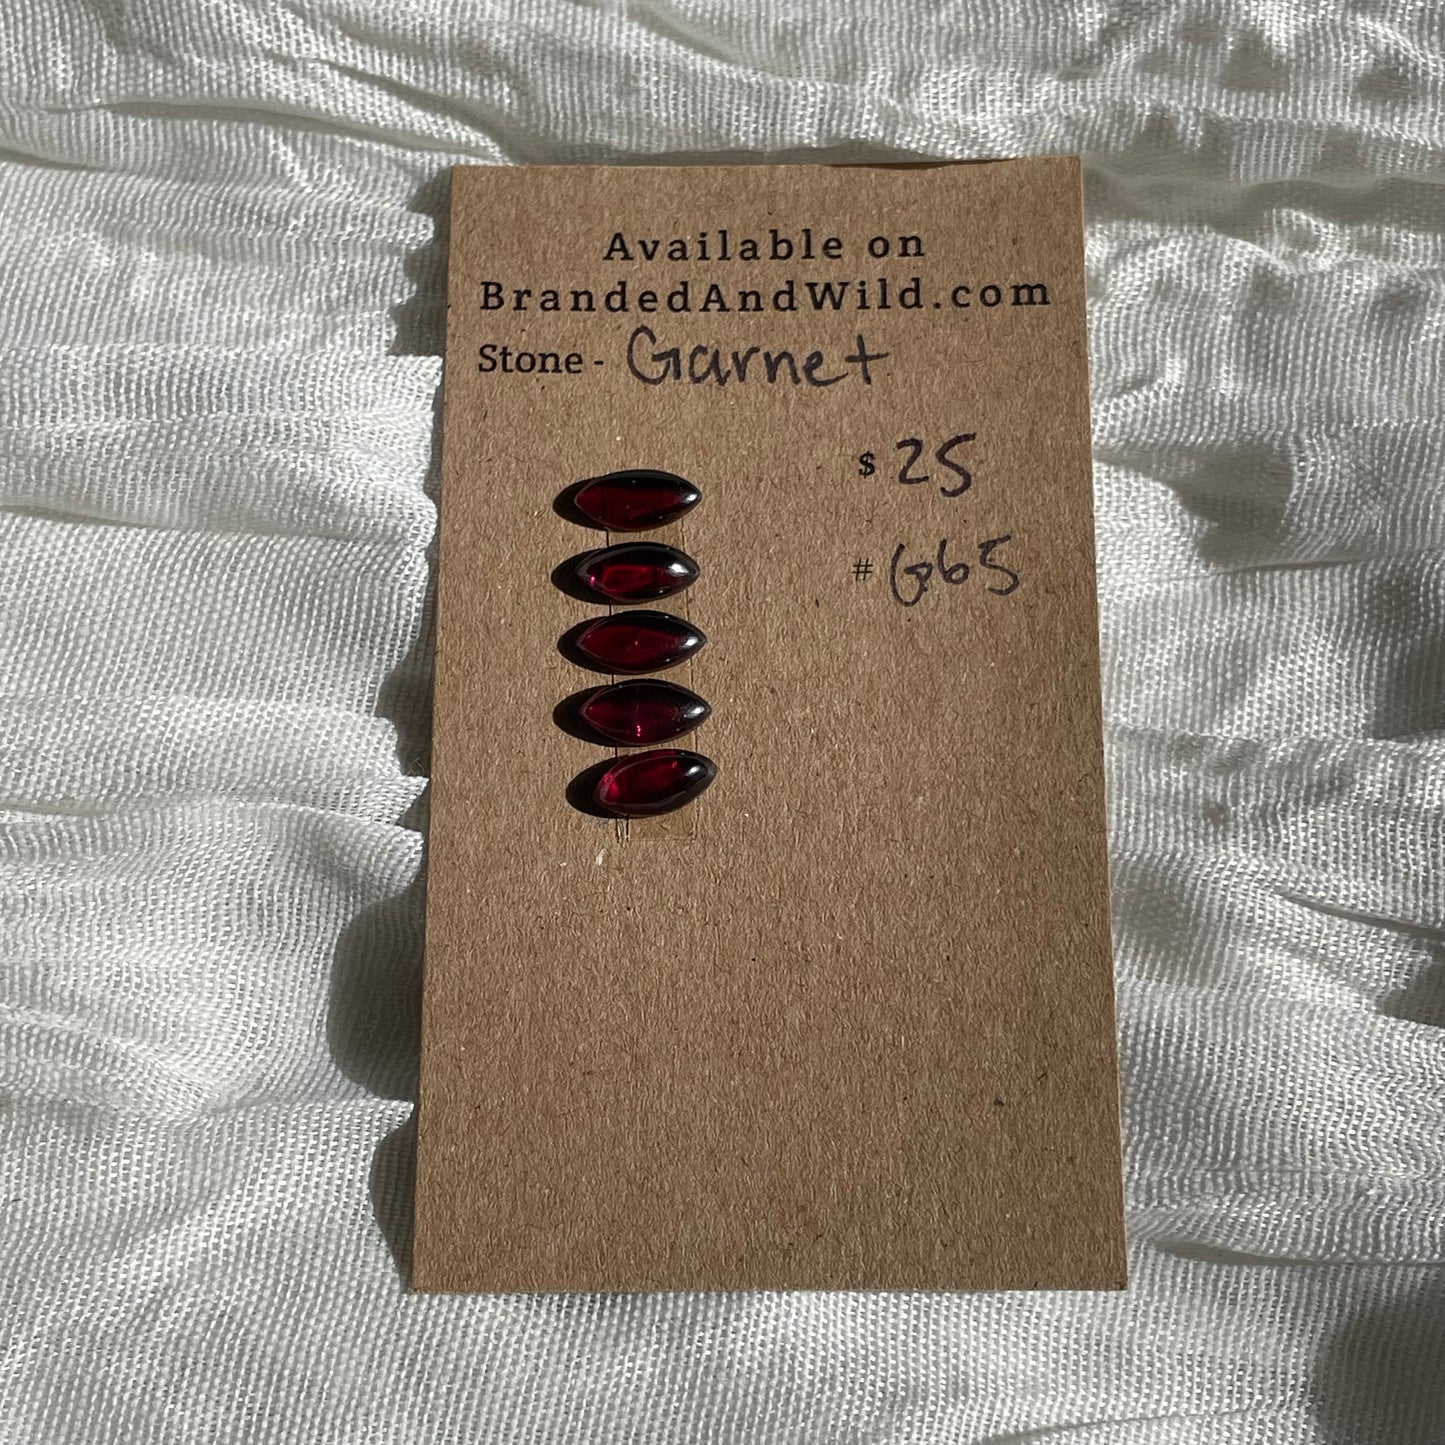 Available on
BrandedAndWild.com
Stone - Garnet
$ 25
# G65